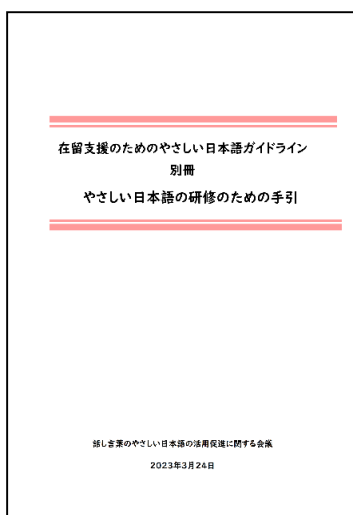 在留支援のためのやさしい日本語ガイドライン
別冊
やさしい日本語の研修のための手引
話し言葉のやさしい日本語の活用促進に関する会議
2023年3月24日